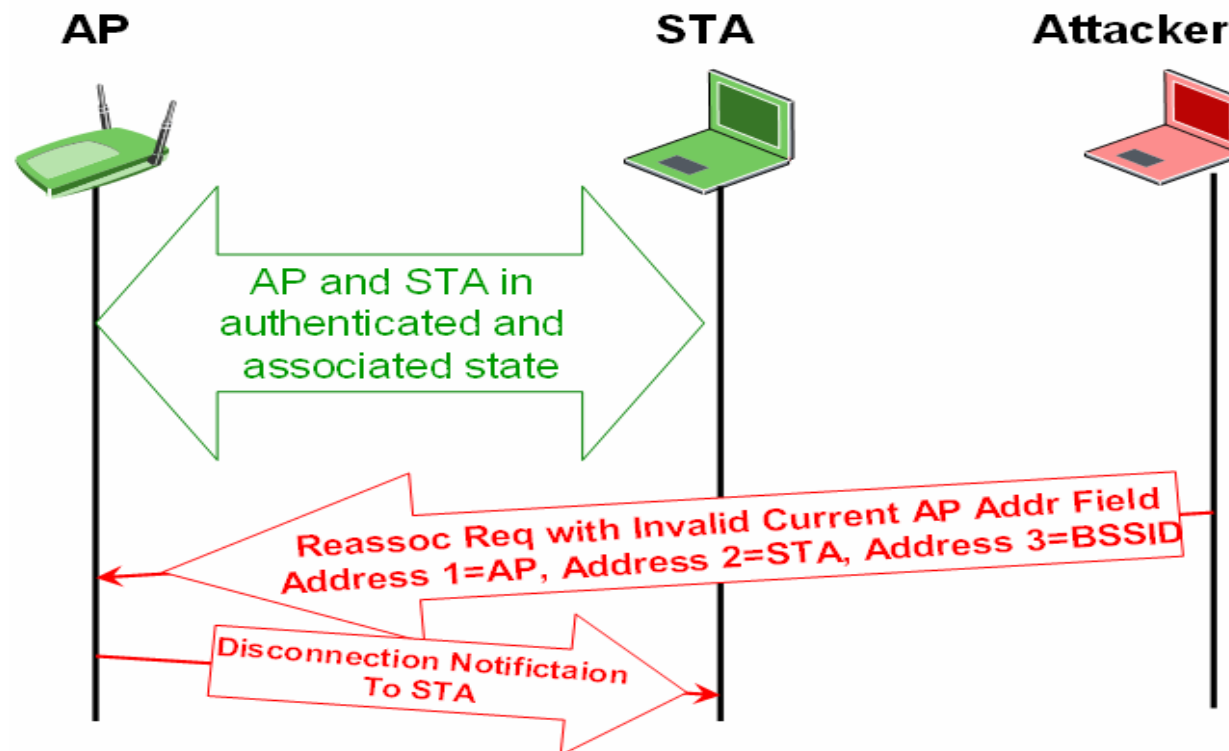 AP
STA
Attacker
AP and STA in
authenticated and
associated state
Reassoc Req with Invalid Current AP Addr Field
Address 1=AP, Address 2=STA, Address 3=BSSID
Disconnection Notifictaion
To STA